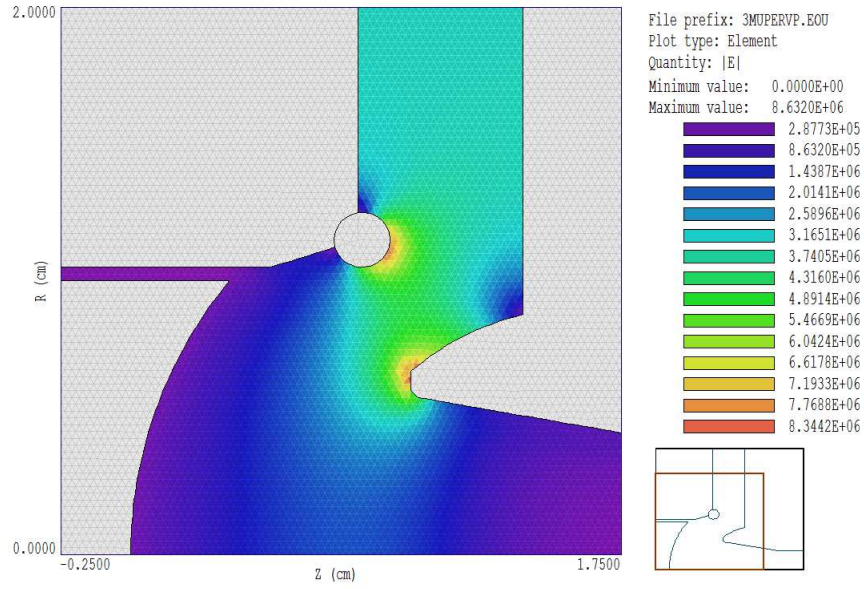 2.0000
R (cm)
0.0000
-0.2500
Z (cm)
1.7500
File prefix: 3MUPERVP.EOU
Plot type: Element
Quantity: |E|
Minimum value: 0.0000E+00
Maximum value: 8.6320E+06
2.8773E+05
8.6320E+05
1.4387E+06
2.0141E+06
2.5896E+06
3.1651E+06
3.7405E+06
4.3160E+06
4.8914E+06
5.4669E+06
6.0424E+06
6.6178E+06
7.1933E+06
7.7688E+06
8.3442E+06